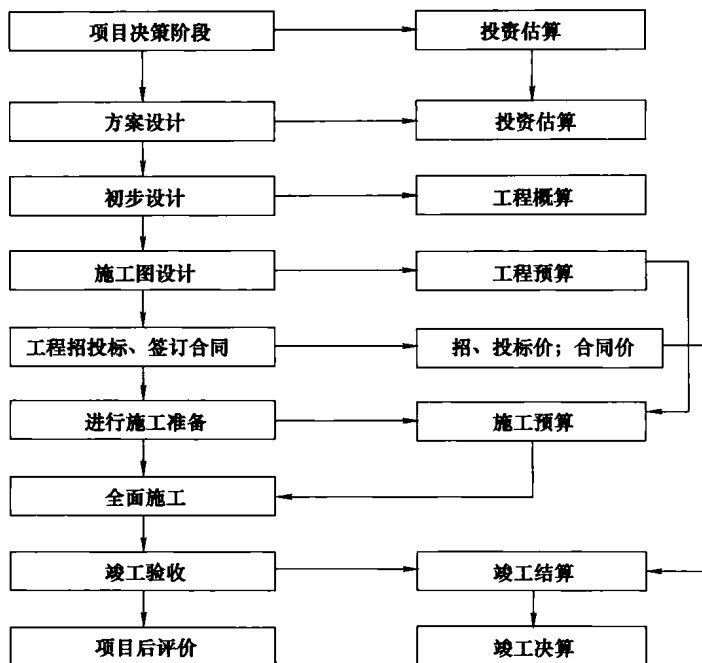 项目决策阶段
投资估算
方案设计
投资估算
初步设计
工程概算
施工图设计
工程预算
工程招投标、签订合同
招、投标价；合同价
进行施工准备
施工预算
全面施工
竣工验收
竣工结算
项目后评价
竣工决算